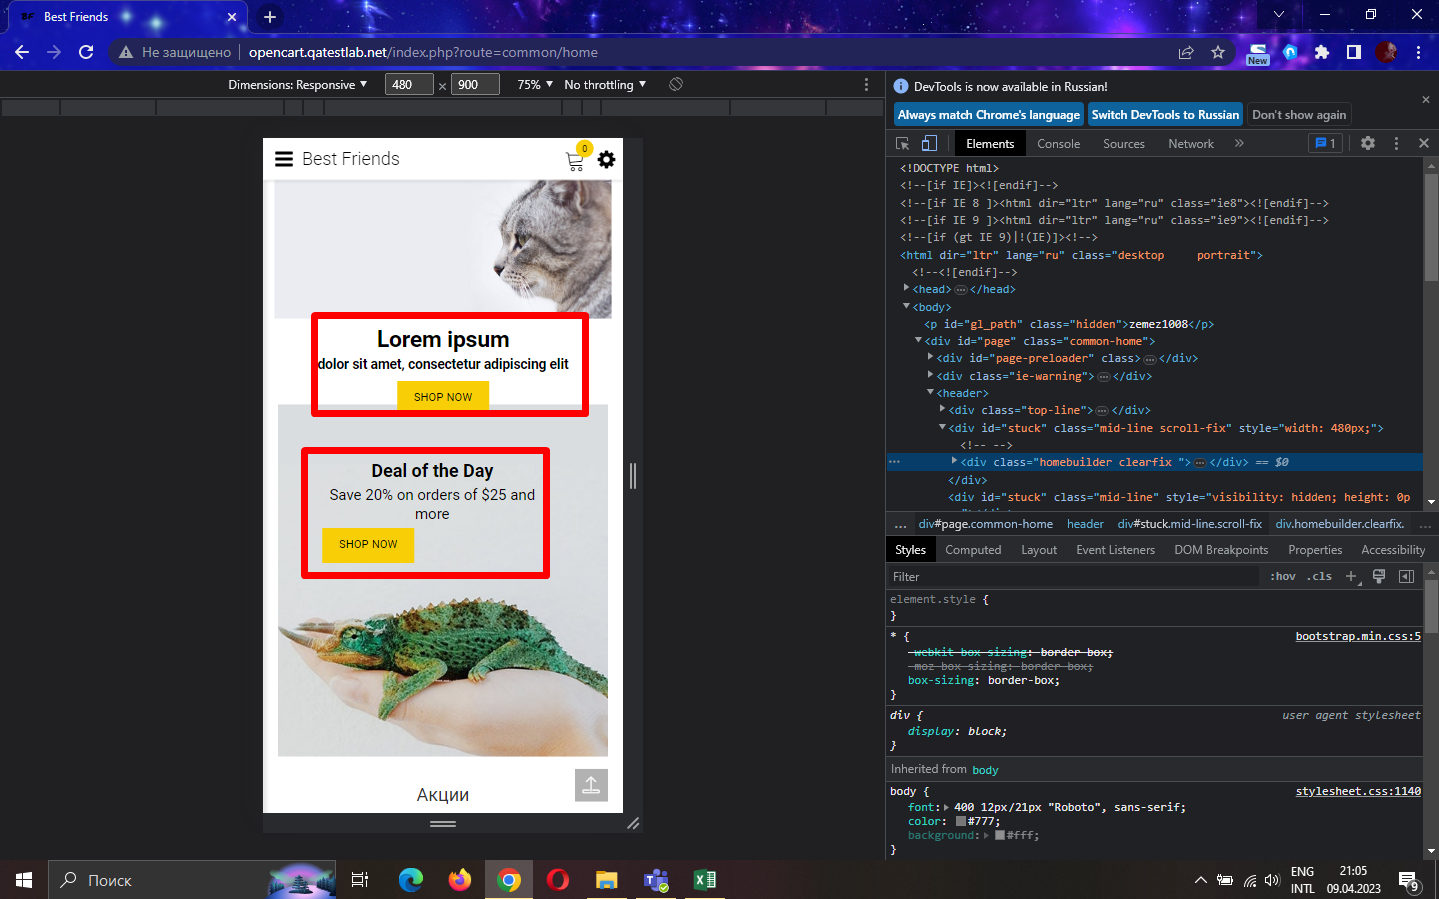 Best Friends
Не защищено
opencart.qatestlab.net/index.php?route=common/home
New
Dimensions: Responsive
480 × 900
75%
No throttling
Best Friends
0
Lorem ipsum
dolor sit amet, consectetur adipiscing elit
SHOP NOW
Deal of the Day
Save 20% on orders of $25 and
more
SHOP NOW
Акции
DevTools is now available in Russian!
Always match Chrome's language
Switch DevTools to Russian
Don't show again
Elements
Console
Sources
Network
1
<!DOCTYPE html>
<!--[if IE]><![endif]-->
<!--[if IE 8 ]><html dir="ltr" lang="ru" class="ie8"><![endif]-->
<!--[if IE 9 ]><html dir="ltr" lang="ru" class="ie9"><![endif]-->
<!--[if (gt IE 9)|!(IE)]><!-->
<html dir="ltr" lang="ru" class="desktop portrait">
<!--<![endif]-->
<head>…</head>
<body>
<p id="gl_path" class="hidden">zemez1008</p>
<div id="page" class="common-home">
<div id="page-preloader" class>…</div>
<div class="ie-warning">…</div>
<header>
<div class="top-line">…</div>
<div id="stuck" class="mid-line scroll-fix" style="width: 480px;">
<!-- -->
<div class="homebuilder clearfix ">…</div> == $0
</div>
<div id="stuck" class="mid-line" style="visibility: hidden; height: 0p
... div#page.common-home header div#stuck.mid-line.scroll-fix div.homebuilder.clearfix. ...
Styles
Computed
Layout
Event Listeners
DOM Breakpoints
Properties
Accessibility
Filter
:hov .cls
element.style {
}
* { bootstrap.min.css:5
-webkit-box-sizing: border-box;
-moz-box-sizing: border-box;
box-sizing: border-box;
}
div { user agent stylesheet
display: block;
}
Inherited from body
body { stylesheet.css:1140
font: 400 12px/21px "Roboto", sans-serif;
color: #777;
background: #fff;
}
Поиск
ENG
INTL
21:05
09.04.2023
9